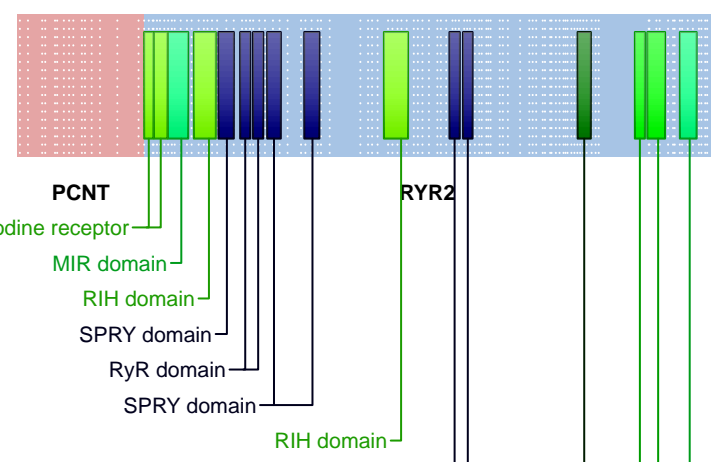 PCNT
RYR2
odine receptor
MIR domain
RIH domain
SPRY domain
RyR domain
SPRY domain
RIH domain